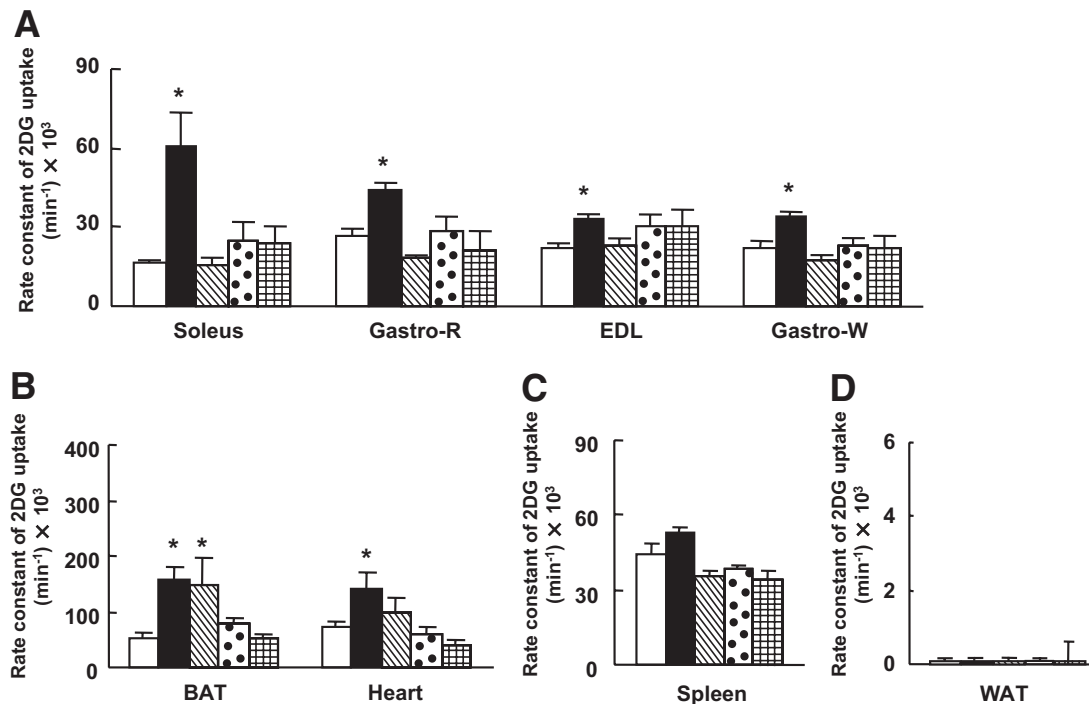 A
Rate constant of 2DG uptake
(min⁻¹) × 10³
90
60
30
0
*
*
*
*
Soleus
Gastro-R
EDL
Gastro-W
B
Rate constant of 2DG uptake
(min⁻¹) × 10³
400
300
200
100
0
* *
*
BAT
Heart
C
Rate constant of 2DG uptake
(min⁻¹) × 10³
90
60
30
0
Spleen
D
Rate constant of 2DG uptake
(min⁻¹) × 10³
6
4
2
0
WAT